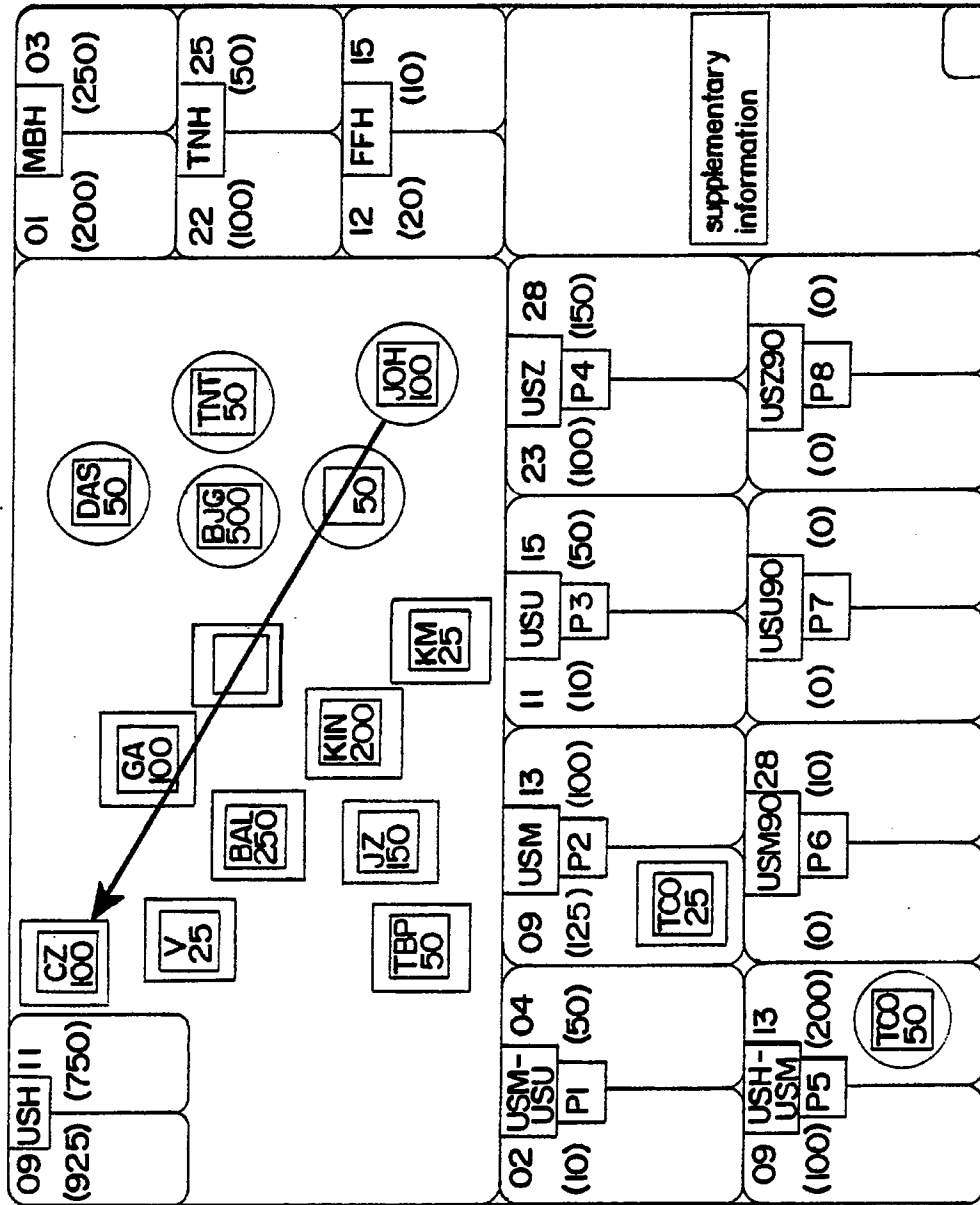 09 USH 11
(925) (750)
CZ
100
V
25
TBP
50
GA
100
BAL
250
JZ
150
KIN
200
KM
25
DAS
50
BJG
500
50
TNT
50
JOH
100
01 MBH 03
(200) (250)
22 TNH 25
(100) (50)
12 FFH 15
(20) (10)
02 USM-
USU 04
(10) P1 (50)
09 USM 13
(125) P2 (100)
TCO
25
11 USU 15
(10) P3 (50)
23 USZ 28
(100) P4 (150)
09 USH-
USM 13
(100) P5 (200)
TCO
50
USM90 28
(0) P6 (10)
USU90
(0) P7 (0)
USZ90
(0) P8 (0)
supplementary
information